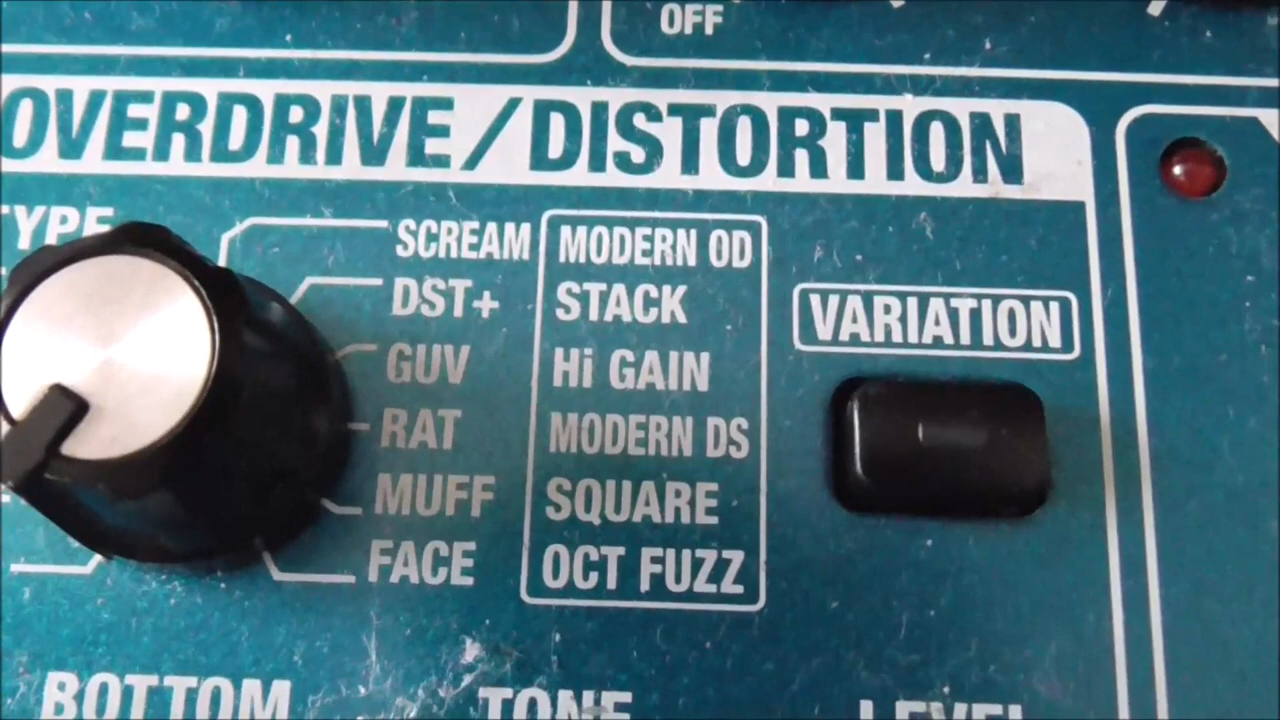 OFF
OVERDRIVE/DISTORTION
TYPE
SCREAM MODERN OD
DST+ STACK
VARIATION
GUV Hi GAIN
RAT MODERN DS
MUFF SQUARE
FACE OCT FUZZ
BOTTOM TONE LEVEL